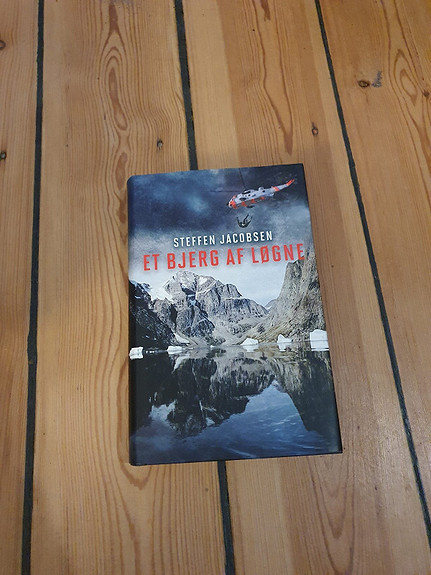 STEFFEN JACOBSEN
ET BJERG AF LØGNE